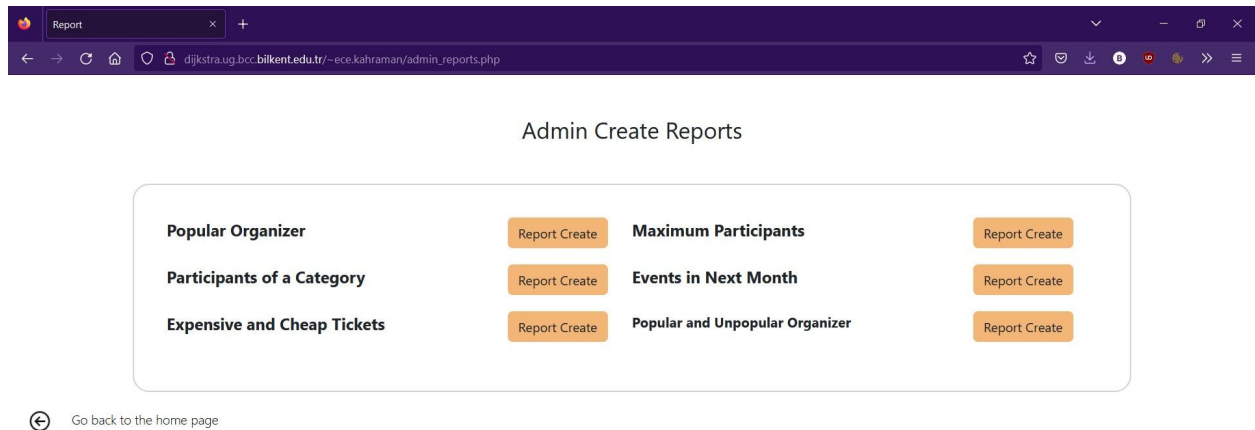 Report
dijkstra.ug.bcc.bilkent.edu.tr/~ece.kahraman/admin_reports.php
Admin Create Reports
Popular Organizer
Report Create
Maximum Participants
Report Create
Participants of a Category
Report Create
Events in Next Month
Report Create
Expensive and Cheap Tickets
Report Create
Popular and Unpopular Organizer
Report Create
Go back to the home page